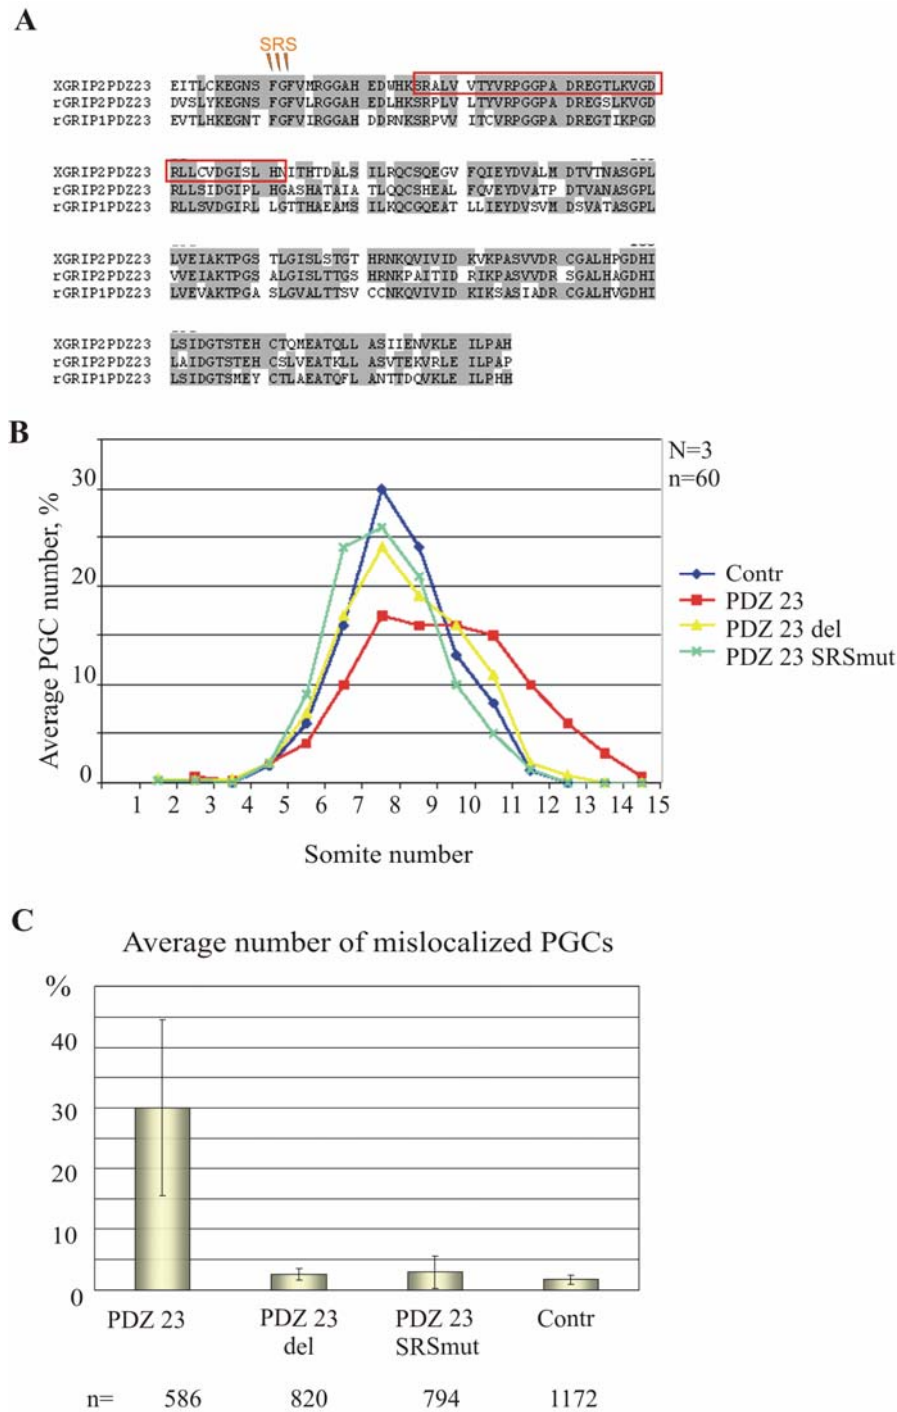 A
SRS
XGRIP2PDZ23 EITLCKEGNS FGFVMRGGAH EDWHKSRALV VTYVRPGGPA DREGTLKVGD
rGRIP2PDZ23 DVSLYKEGNS FGFVLRGGAH EDLHKSRPLV LTYVRPGGPA DREGSLKVGD
rGRIP1PDZ23 EVTLHKEGNT FGFVIRGGAH DDRNKSRPVV ITCVRPGGPA DREGTIKPGD
XGRIP2PDZ23 RLLCVDGISL HNITHTDALS ILRQCSQEGV FQIEYDVALM DTVTNASGPL
rGRIP2PDZ23 RLLSIDGIPL HGASHATAIA TLQQCSHEAL FQVEYDVATP DTVANASGPL
rGRIP1PDZ23 RLLSVDGIRL LGTTHAEAMS ILKQCGQEAT LLIEYDVSVM DSVATASGPL
XGRIP2PDZ23 LVEIAKTPGS TLGISLSTGT HRNKQVIVID KVKPASVVDR CGALHPGDHI
rGRIP2PDZ23 VVEIAKTPGS ALGISLTTGS HRNKPAITID RIKPASVVDR SGALHAGDHI
rGRIP1PDZ23 LVEVAKTPGA SLGVALTTSV CCNKQVIVID KIKSASIADR CGALHVGDHI
XGRIP2PDZ23 LSIDGTSTEH CTQMEATQLL ASIIENVKLE ILPAH
rGRIP2PDZ23 LAIDGTSTEH CSLVEATKLL ASVTEKVRLE ILPAP
rGRIP1PDZ23 LSIDGTSMEY CTLAEATQFL ANTTDQVKLE ILPHH
B
N=3
n=60
Average PGC number, %
30
20
10
0
1 2 3 4 5 6 7 8 9 10 11 12 13 14 15
Somite number
Contr
PDZ 23
PDZ 23 del
PDZ 23 SRSmut
C
Average number of mislocalized PGCs
%
40
30
20
10
0
PDZ 23 PDZ 23 PDZ 23 Contr
del SRSmut
n= 586 820 794 1172